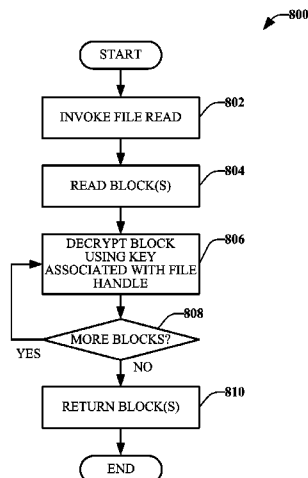 800
START
INVOKE FILE READ
802
READ BLOCK(S)
804
DECRYPT BLOCK
USING KEY
ASSOCIATED WITH FILE
HANDLE
806
808
MORE BLOCKS?
YES
NO
RETURN BLOCK(S)
810
END